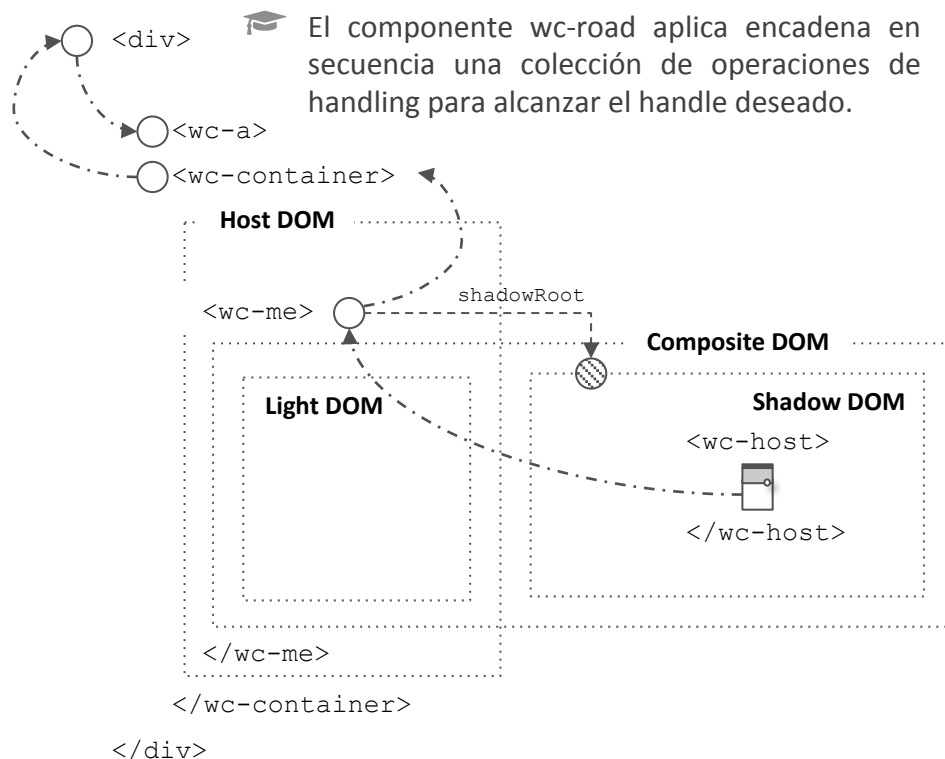 <div>
El componente wc-road aplica encadena en
secuencia una colección de operaciones de
handling para alcanzar el handle deseado.
<wc-a>
<wc-container>
Host DOM
<wc-me>
shadowRoot
Composite DOM
Light DOM
Shadow DOM
<wc-host>
</wc-host>
</wc-me>
</wc-container>
</div>